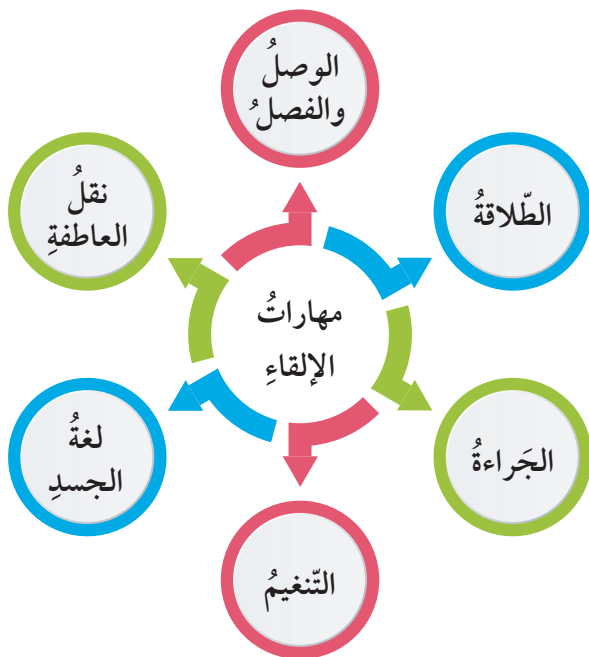 الوصلُ
والفصلُ
الطّلاقةُ
نقلُ
العاطفةِ
مهاراتُ
الإلقاءِ
الجَراءةُ
لغةُ
الجسدِ
التّنغيمُ